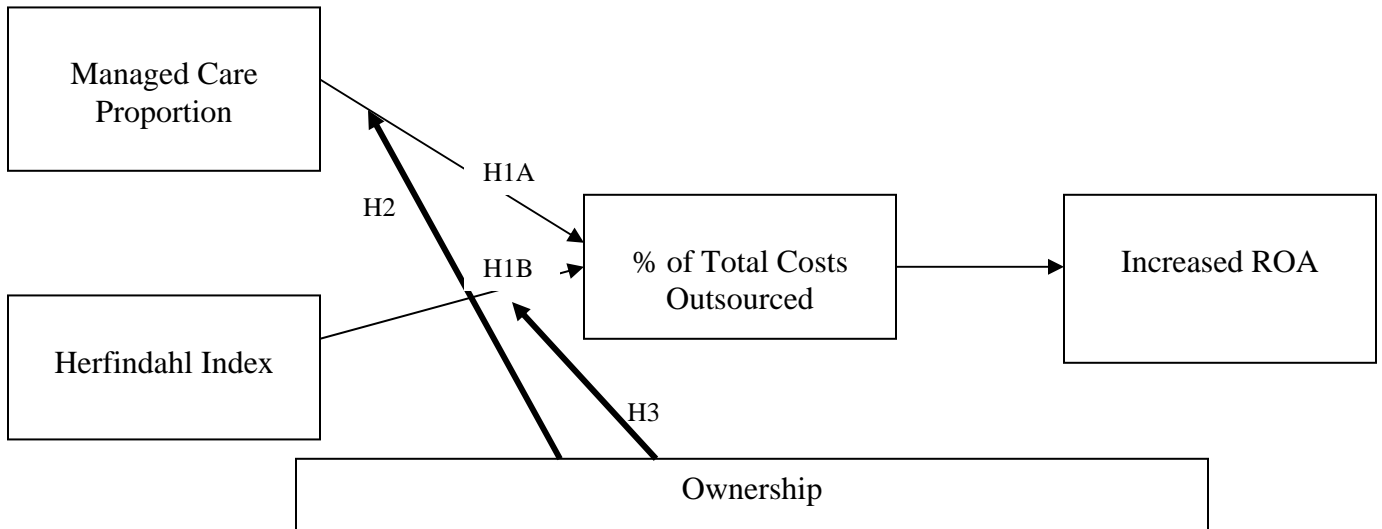 Managed Care
Proportion
H1A
H2
H1B
% of Total Costs
Outsourced
Increased ROA
Herfindahl Index
H3
Ownership